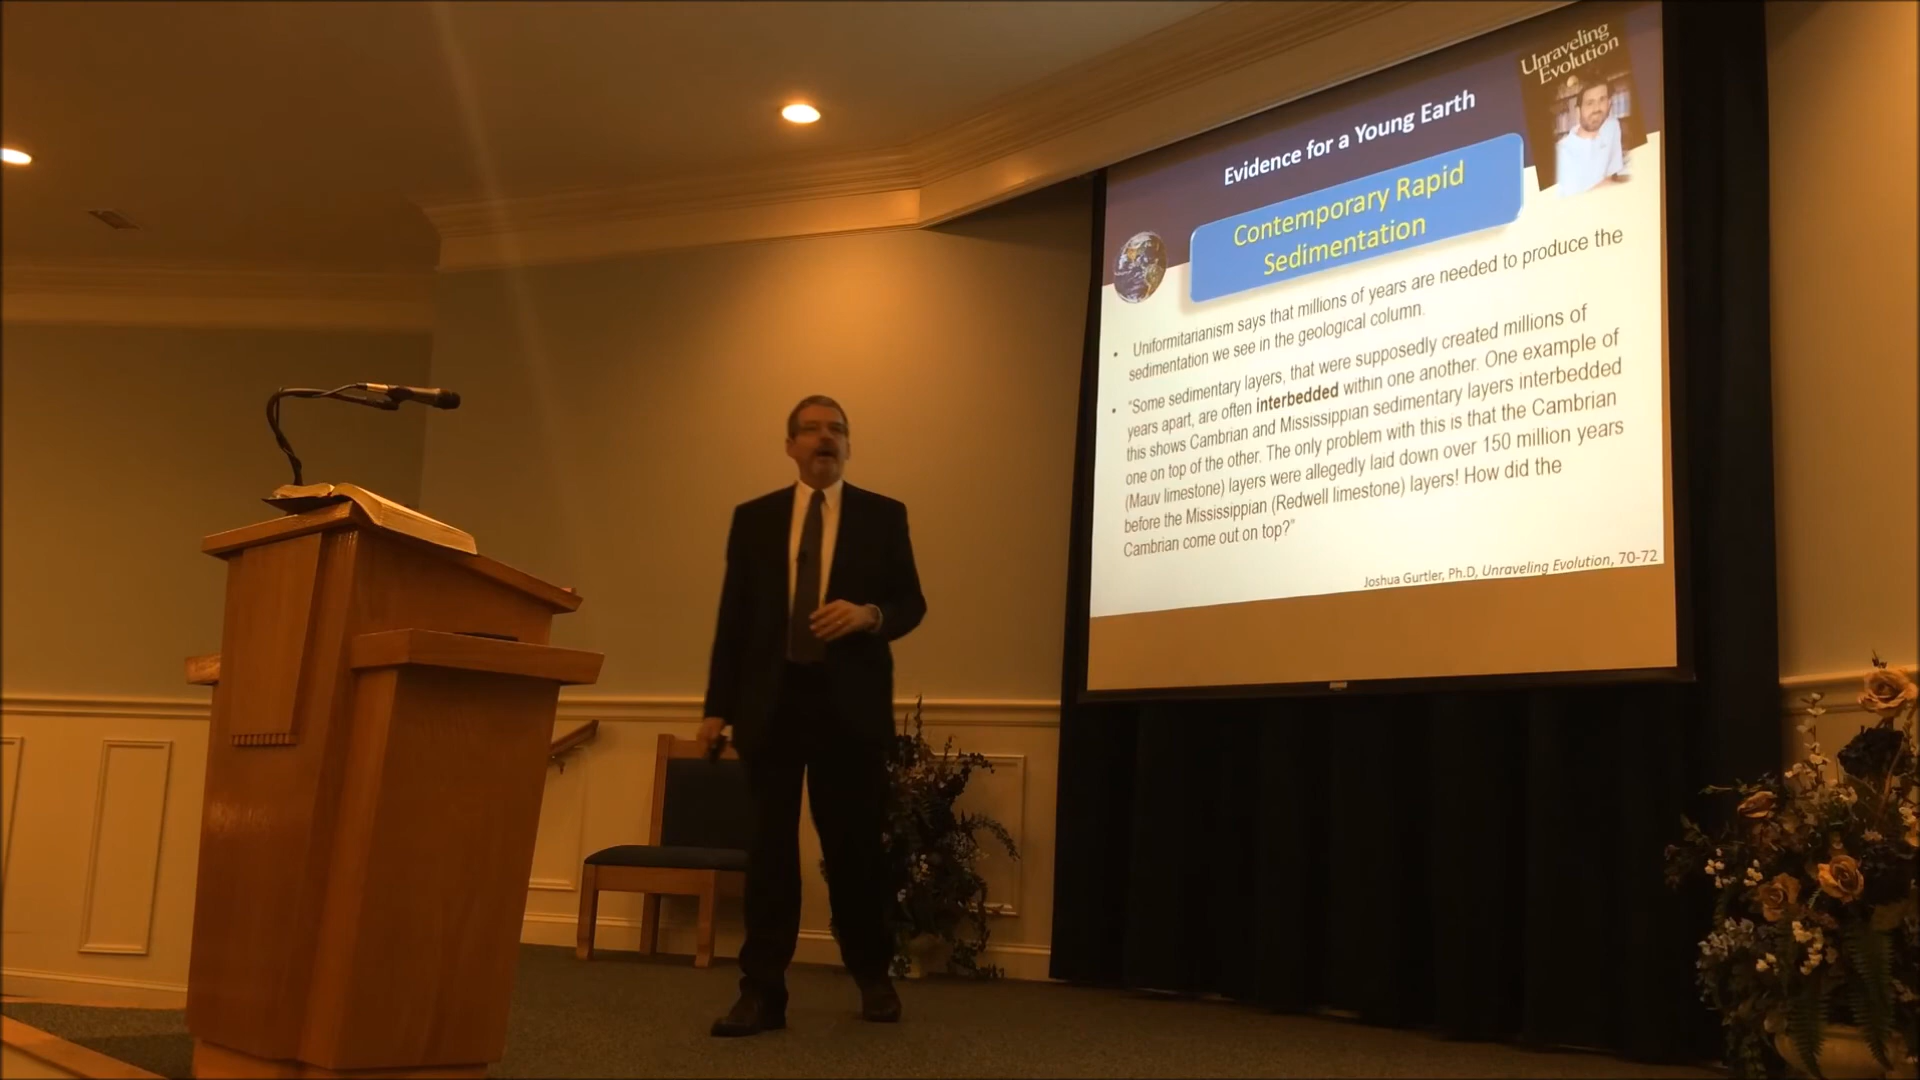 Unraveling
Evolution
Evidence for a Young Earth
Contemporary Rapid
Sedimentation
• Uniformitarianism says that millions of years are needed to produce the
sedimentation we see in the geological column.
• “Some sedimentary layers, that were supposedly created millions of
years apart, are often interbedded within one another. One example of
this shows Cambrian and Mississippian sedimentary layers interbedded
one on top of the other. The only problem with this is that the Cambrian
(Mauv limestone) layers were allegedly laid down over 150 million years
before the Mississippian (Redwell limestone) layers! How did the
Cambrian come out on top?”
Joshua Gurtler, Ph.D, Unraveling Evolution, 70-72